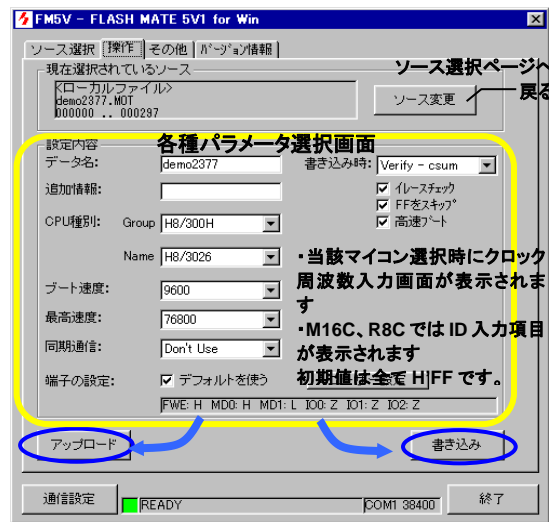 FM5V - FLASH MATE 5V1 for Win
ソース選択 操作 その他 バージョン情報
現在選択されているソース
ソース選択ページへ
戻る
<ローカルファイル>
demo2377.MOT
D00000 .. 000297
ソース変更
設定内容
各種パラメータ選択画面
データ名: demo2377 書き込み時: Verify - csum
追加情報: イレースチェック
FFをスキップ
高速ブート
CPU種別: Group H8/300H
Name H8/3026
・当該マイコン選択時にクロック
周波数入力画面が表示されま
す
ブート速度: 9600
最高速度: 76800
・M16C、R8C では ID 入力項目
が表示されます
同期通信: Don't Use
初期値は全て H'FF です。
端子の設定: デフォルトを使う
FWE: H MD0: H MD1: L IO0: Z IO1: Z IO2: Z
アップロード 書き込み
通信設定 READY COM1 38400 終了